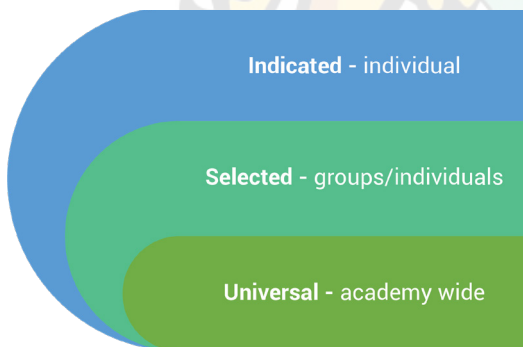 Indicated - individual
Selected - groups/individuals
Universal - academy wide